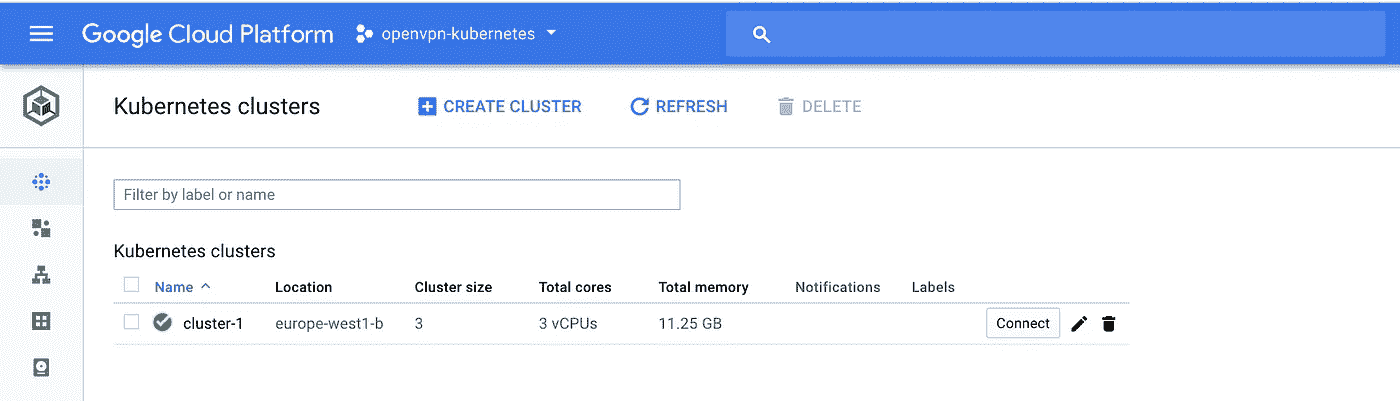 Google Cloud Platform openvpn-kubernetes
Kubernetes clusters CREATE CLUSTER REFRESH DELETE
Filter by label or name
Kubernetes clusters
Name Location Cluster size Total cores Total memory Notifications Labels
cluster-1 europe-west1-b 3 3 vCPUs 11.25 GB Connect